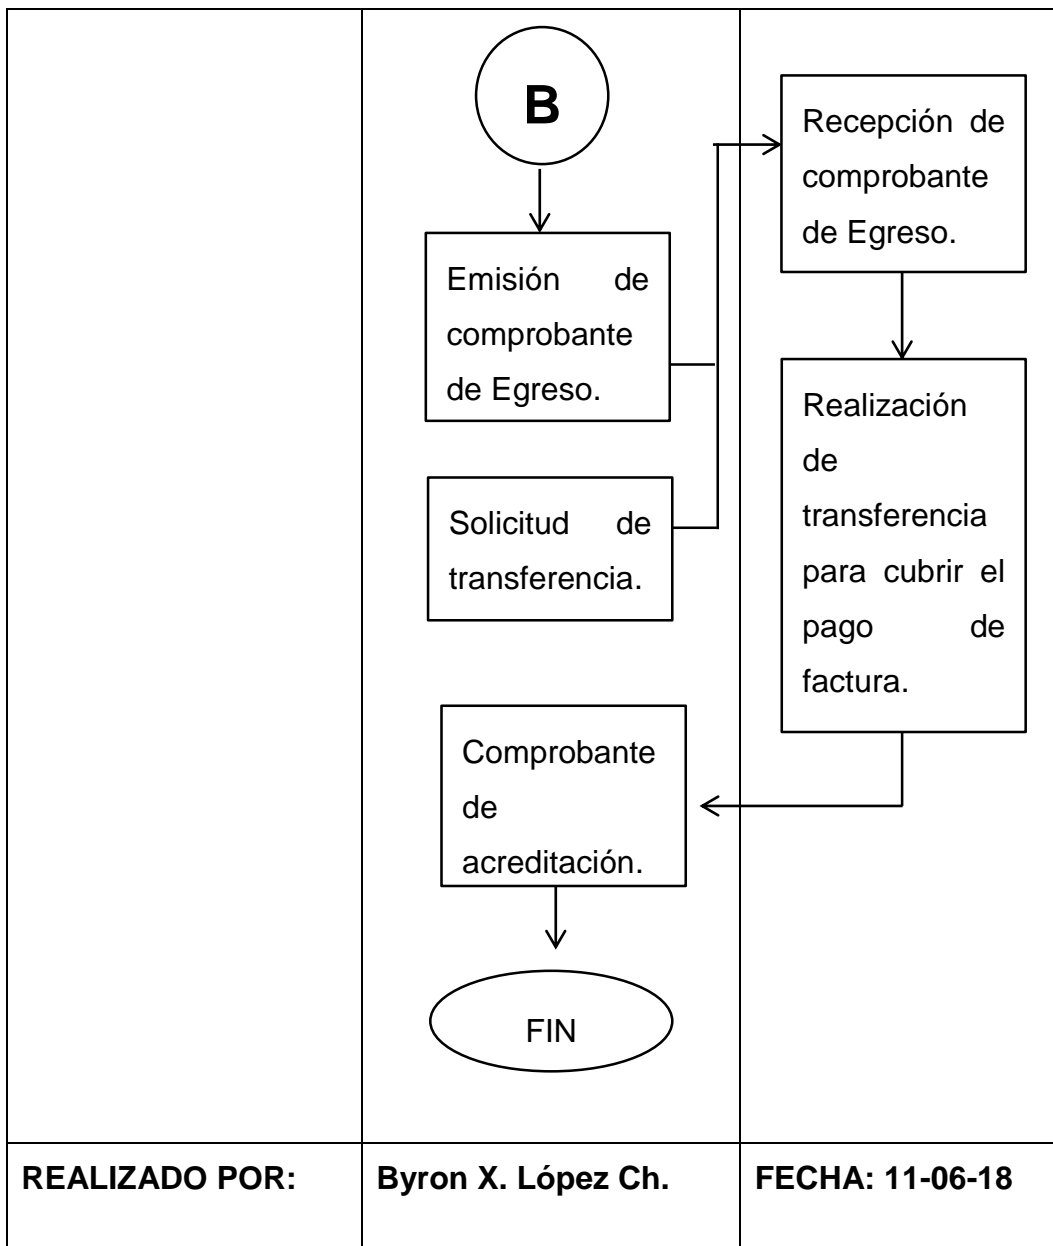 B
Emisión de
comprobante
de Egreso.
Solicitud de
transferencia.
Recepción de
comprobante
de Egreso.
Realización
de
transferencia
para cubrir el
pago de
factura.
Comprobante
de
acreditación.
FIN
REALIZADO POR:
Byron X. López Ch.
FECHA: 11-06-18